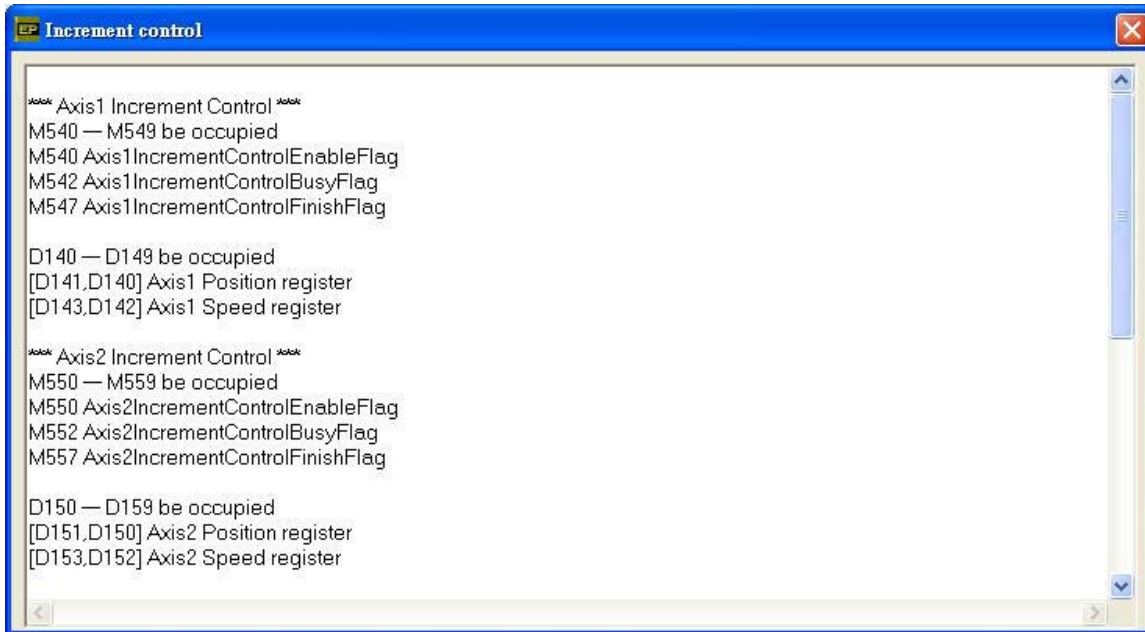 EP Increment control
*** Axis1 Increment Control ***
M540 — M549 be occupied
M540 Axis1IncrementControlEnableFlag
M542 Axis1IncrementControlBusyFlag
M547 Axis1IncrementControlFinishFlag
D140 — D149 be occupied
[D141,D140] Axis1 Position register
[D143,D142] Axis1 Speed register
*** Axis2 Increment Control ***
M550 — M559 be occupied
M550 Axis2IncrementControlEnableFlag
M552 Axis2IncrementControlBusyFlag
M557 Axis2IncrementControlFinishFlag
D150 — D159 be occupied
[D151,D150] Axis2 Position register
[D153,D152] Axis2 Speed register